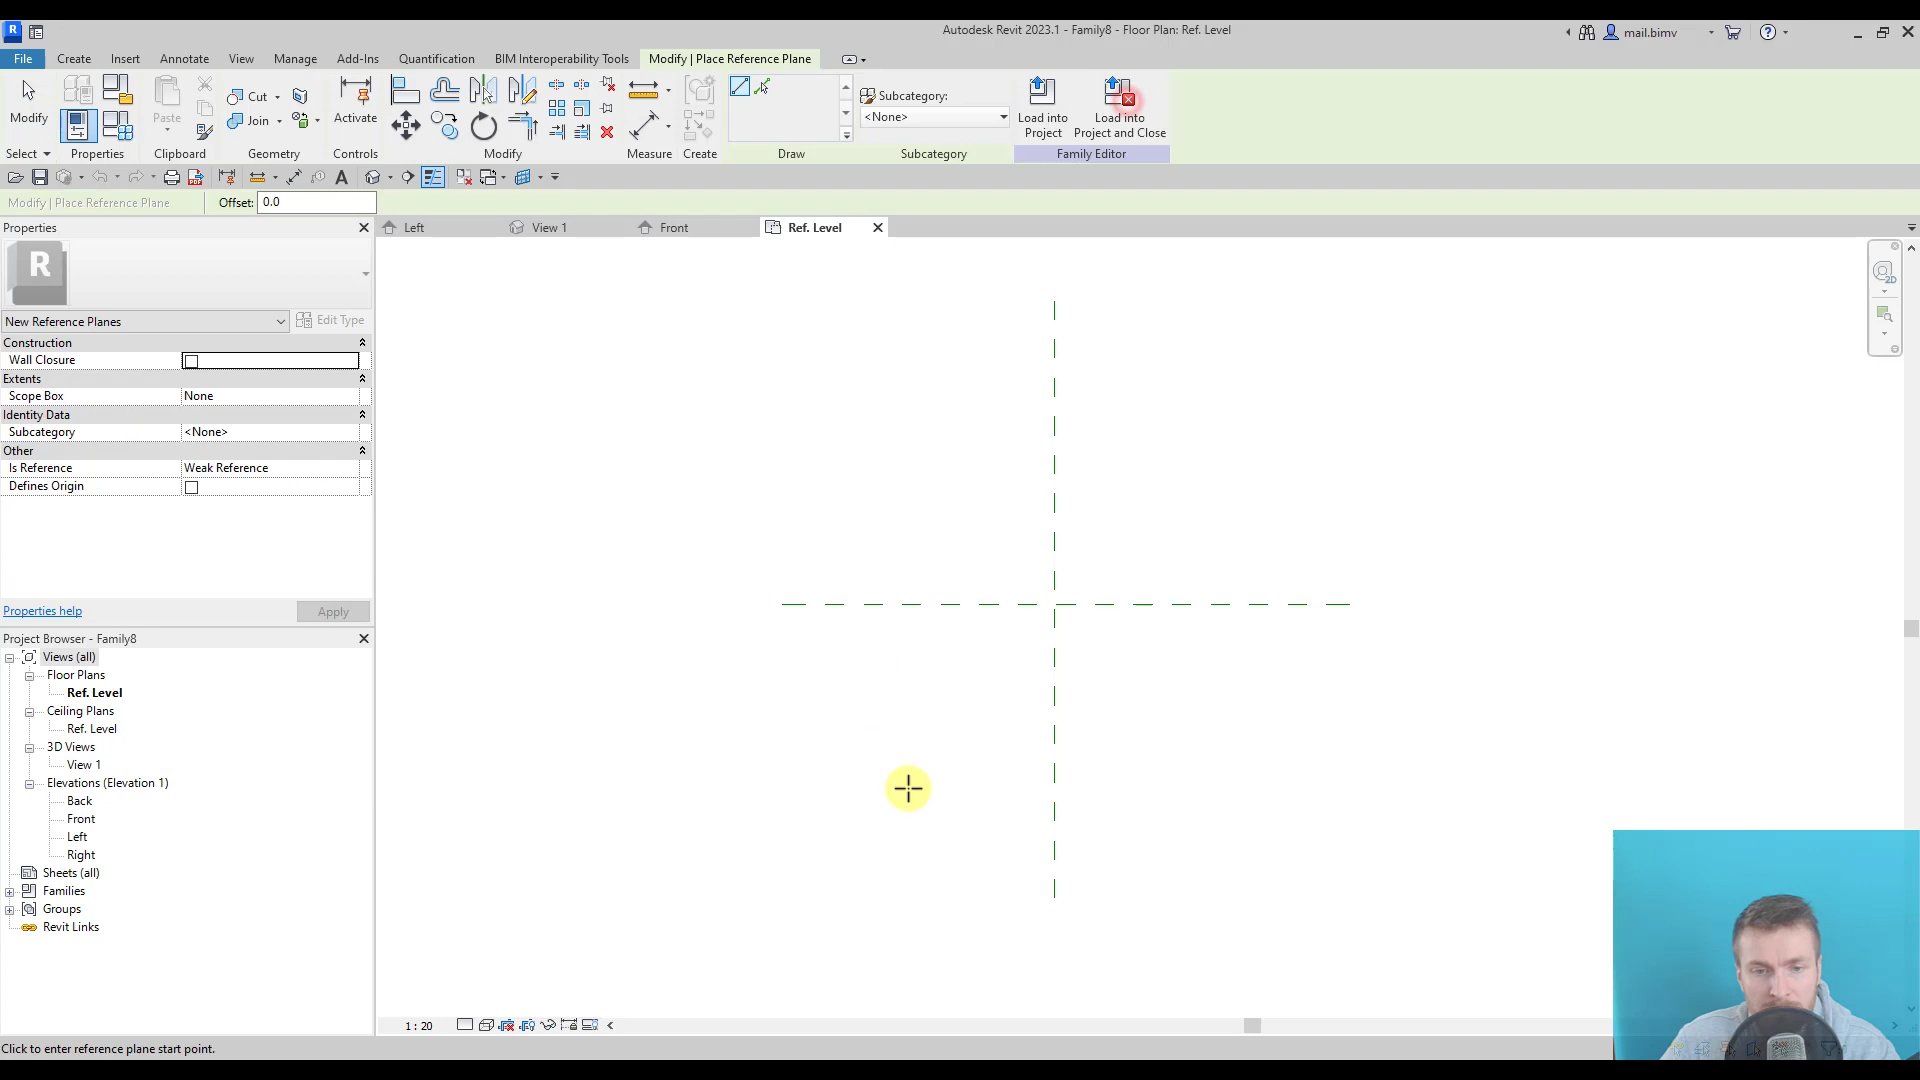 R
Autodesk Revit 2023.1 - Family8 - Floor Plan: Ref. Level
mail.bimv
File
Create
Insert
Annotate
View
Manage
Add-Ins
Quantification
BIM Interoperability Tools
Modify | Place Reference Plane
Modify
Paste
Cut
Join
Activate
Subcategory:
<None>
Load into
Project
Load into
Project and Close
Select
Properties
Clipboard
Geometry
Controls
Modify
Measure
Create
Draw
Subcategory
Family Editor
PDF
A
Modify | Place Reference Plane
Offset:
0.0
Properties
Left
View 1
Front
Ref. Level
R
2D
New Reference Planes
Edit Type
Construction
Wall Closure
Extents
Scope Box
None
Identity Data
Subcategory
<None>
Other
Is Reference
Weak Reference
Defines Origin
Properties help
Apply
Project Browser - Family8
Views (all)
Floor Plans
Ref. Level
Ceiling Plans
Ref. Level
3D Views
View 1
Elevations (Elevation 1)
Back
Front
Left
Right
Sheets (all)
Families
Groups
Revit Links
1 : 20
Click to enter reference plane start point.